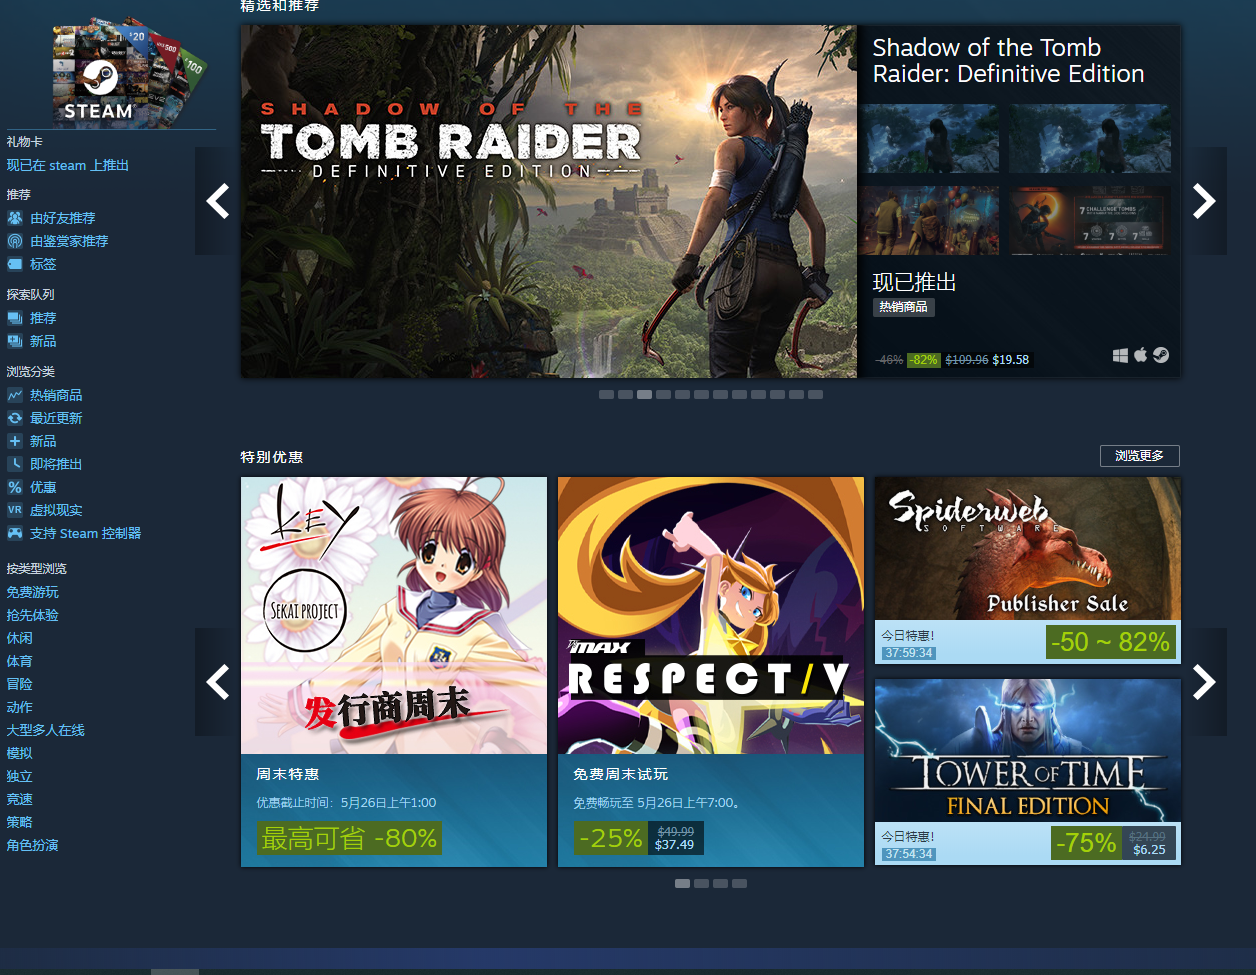 精选和推荐
$20
$100
STEAM
礼物卡
现已在 steam 上推出
推荐
由好友推荐
由鉴赏家推荐
标签
探索队列
推荐
新品
浏览分类
热销商品
最近更新
新品
即将推出
优惠
VR 虚拟现实
支持 Steam 控制器
按类型浏览
免费游玩
抢先体验
休闲
体育
冒险
动作
大型多人在线
模拟
独立
竞速
策略
角色扮演
SHADOW OF THE
TOMB RAIDER
DEFINITIVE EDITION
Shadow of the Tomb
Raider: Definitive Edition
7 CHALLENGE TOMBS
7 7 7
现已推出
热销商品
-46% -82% $109.96 $19.58
特别优惠
浏览更多
KEY
SEKAI PROJECT
发行商周末
周末特惠
优惠截止时间：5月26日上午1:00
最高可省 -80%
DJMAX
RESPECT/V
免费周末试玩
免费畅玩至 5月26日上午7:00。
-25%
$49.99
$37.49
Spiderweb
SOFTWARE
Publisher Sale
今日特惠!
37:59:34
-50 ~ 82%
TOWER OF TIME
FINAL EDITION
今日特惠!
37:54:34
-75%
$24.99
$6.25